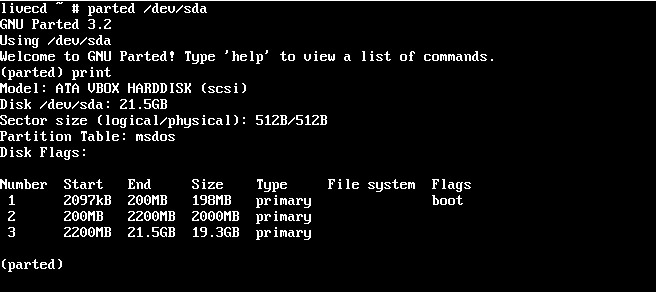 livecd ~ # parted /dev/sda
GNU Parted 3.2
Using /dev/sda
Welcome to GNU Parted! Type 'help' to view a list of commands.
(parted) print
Model: ATA VBOX HARDDISK (scsi)
Disk /dev/sda: 21.5GB
Sector size (logical/physical): 512B/512B
Partition Table: msdos
Disk Flags:
Number  Start   End     Size    Type     File system  Flags
 1      2097kB  200MB   198MB   primary               boot
 2      200MB   2200MB  2000MB  primary
 3      2200MB  21.5GB  19.3GB  primary
(parted)